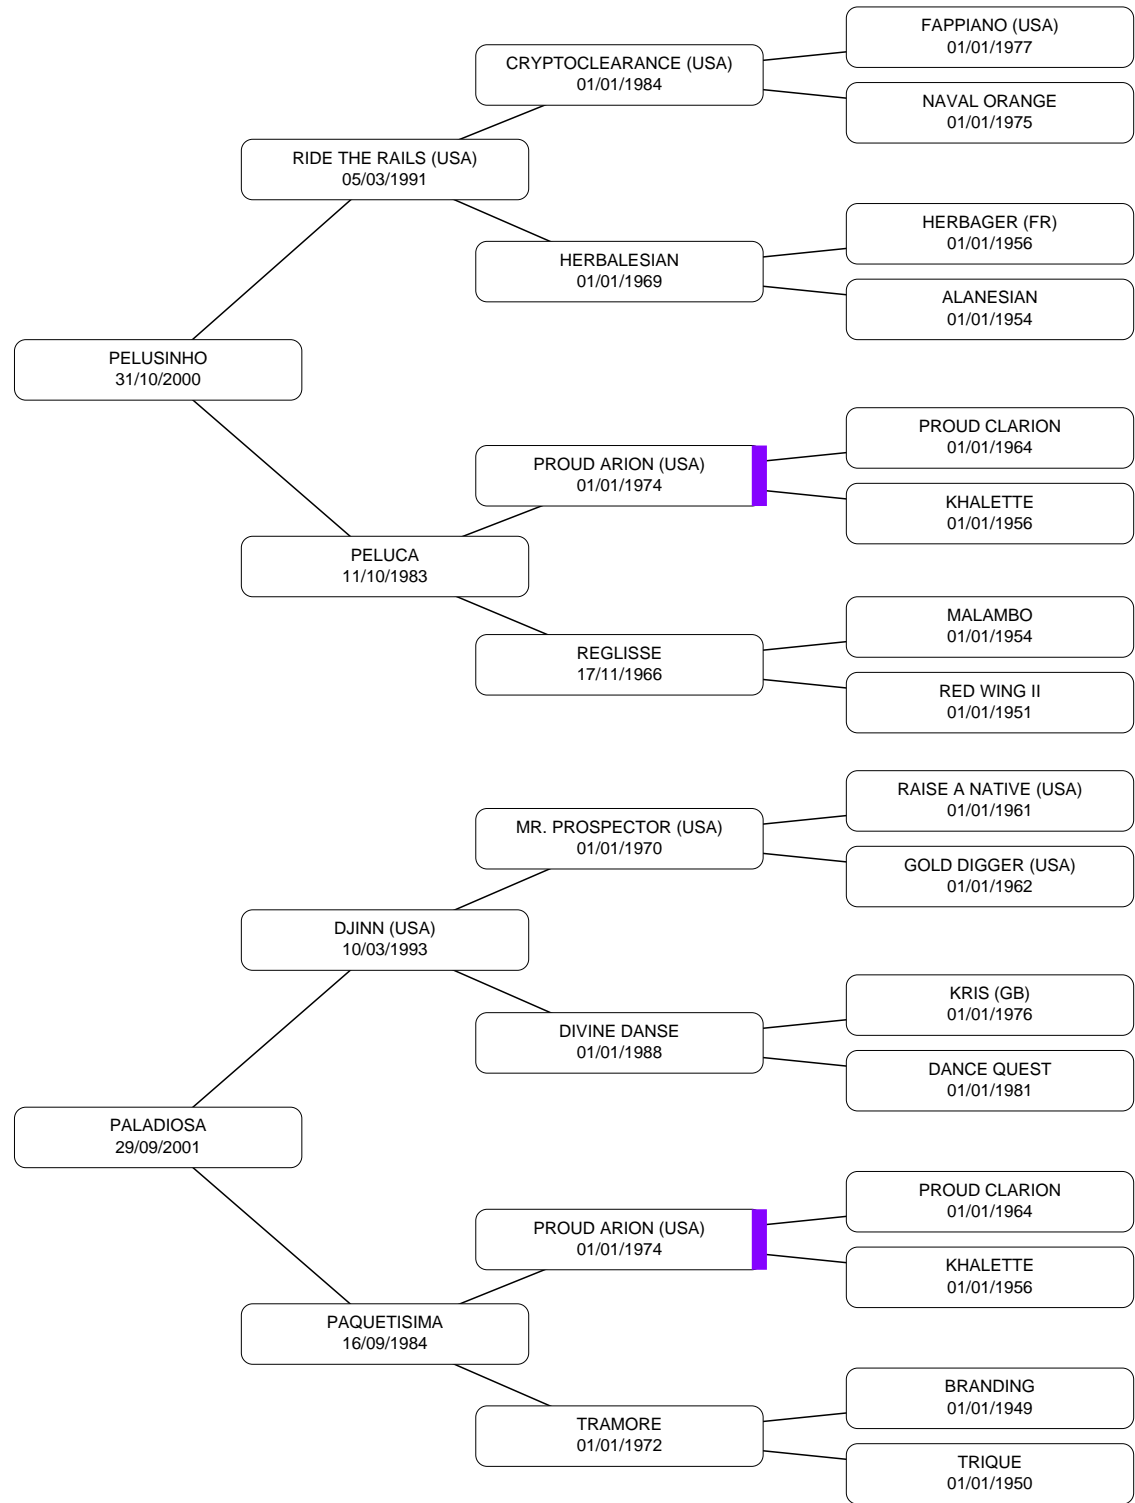 FAPPIANO (USA)
01/01/1977
CRYPTOCLEARANCE (USA)
01/01/1984
NAVAL ORANGE
01/01/1975
RIDE THE RAILS (USA)
05/03/1991
HERBAGER (FR)
01/01/1956
HERBALESIAN
01/01/1969
ALANESIAN
01/01/1954
PELUSINHO
31/10/2000
PROUD CLARION
01/01/1964
PROUD ARION (USA)
01/01/1974
KHALETTE
01/01/1956
PELUCA
11/10/1983
MALAMBO
01/01/1954
REGLISSE
17/11/1966
RED WING II
01/01/1951
RAISE A NATIVE (USA)
01/01/1961
MR. PROSPECTOR (USA)
01/01/1970
GOLD DIGGER (USA)
01/01/1962
DJINN (USA)
10/03/1993
KRIS (GB)
01/01/1976
DIVINE DANSE
01/01/1988
DANCE QUEST
01/01/1981
PALADIOSA
29/09/2001
PROUD CLARION
01/01/1964
PROUD ARION (USA)
01/01/1974
KHALETTE
01/01/1956
PAQUETISIMA
16/09/1984
BRANDING
01/01/1949
TRAMORE
01/01/1972
TRIQUE
01/01/1950